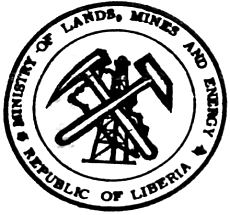 MINISTRY OF LANDS, MINES AND ENERGY
REPUBLIC OF LIBERIA